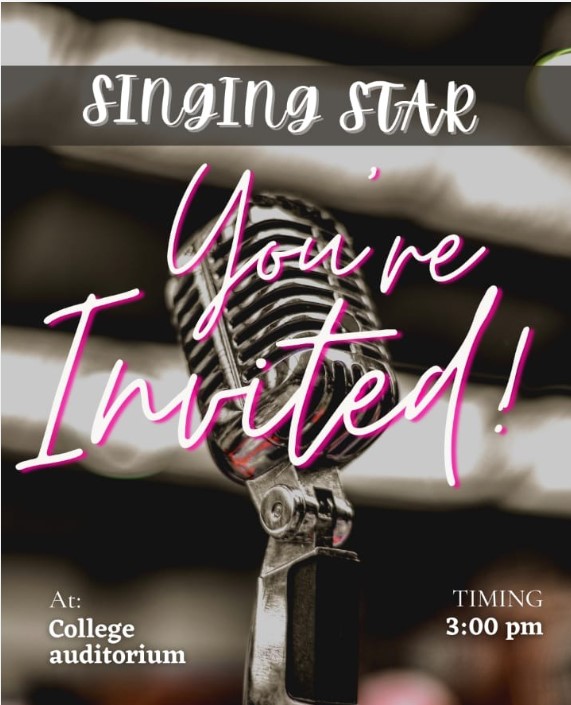 SINgINg STAR
You're
Invited!
At:
College
auditorium
TIMING
3:00 pm